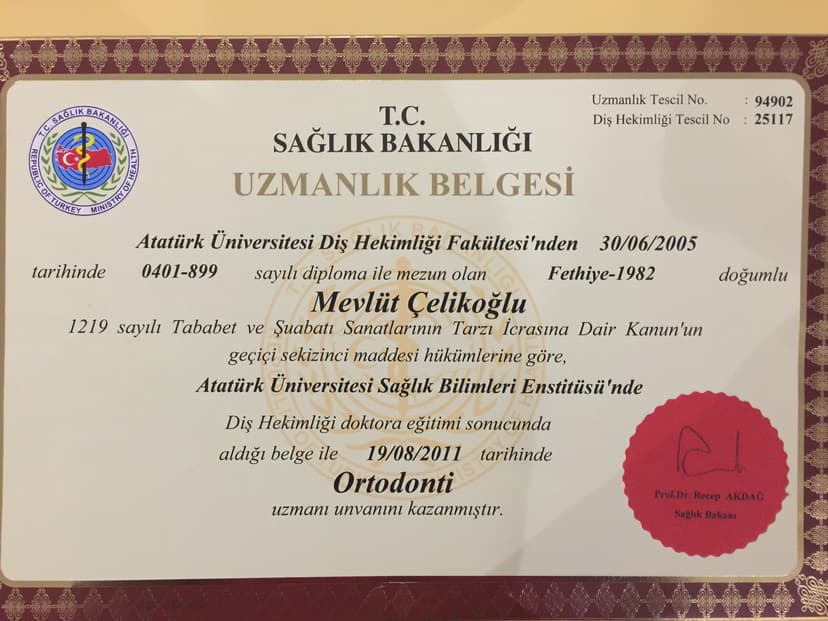 T.C. SAĞLIK BAKANLIĞI
REPUBLIC OF TURKEY MINISTRY OF HEALTH
T.C.
SAĞLIK BAKANLIĞI
UZMANLIK BELGESİ
Uzmanlık Tescil No. : 94902
Diş Hekimliği Tescil No : 25117
Atatürk Üniversitesi Diş Hekimliği Fakültesi'nden 30/06/2005
tarihinde 0401-899 sayılı diploma ile mezun olan Fethiye-1982 doğumlu
Mevlüt Çelikoğlu
1219 sayılı Tababet ve Şuabatı Sanatlarının Tarzı İcrasına Dair Kanun'un
geçiçi sekizinci maddesi hükümlerine göre,
Atatürk Üniversitesi Sağlık Bilimleri Enstitüsü'nde
Diş Hekimliği doktora eğitimi sonucunda
aldığı belge ile 19/08/2011 tarihinde
Ortodonti
uzmanı unvanını kazanmıştır.
Prof.Dr. Recep AKDAĞ
Sağlık Bakanı